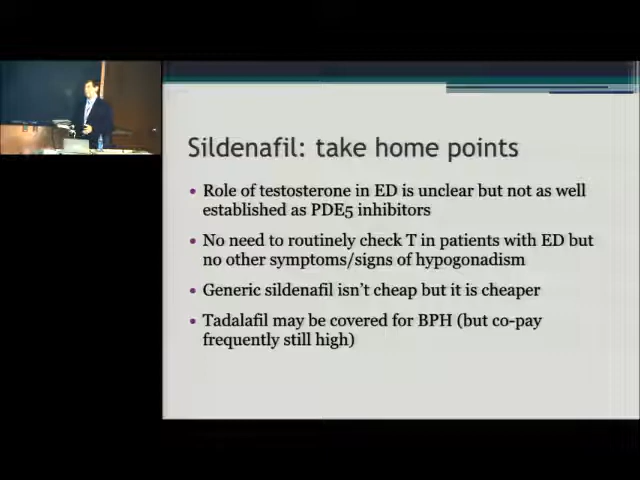 Sildenafil: take home points
• Role of testosterone in ED is unclear but not as well
established as PDE5 inhibitors
• No need to routinely check T in patients with ED but
no other symptoms/signs of hypogonadism
• Generic sildenafil isn't cheap but it is cheaper
• Tadalafil may be covered for BPH (but co-pay
frequently still high)